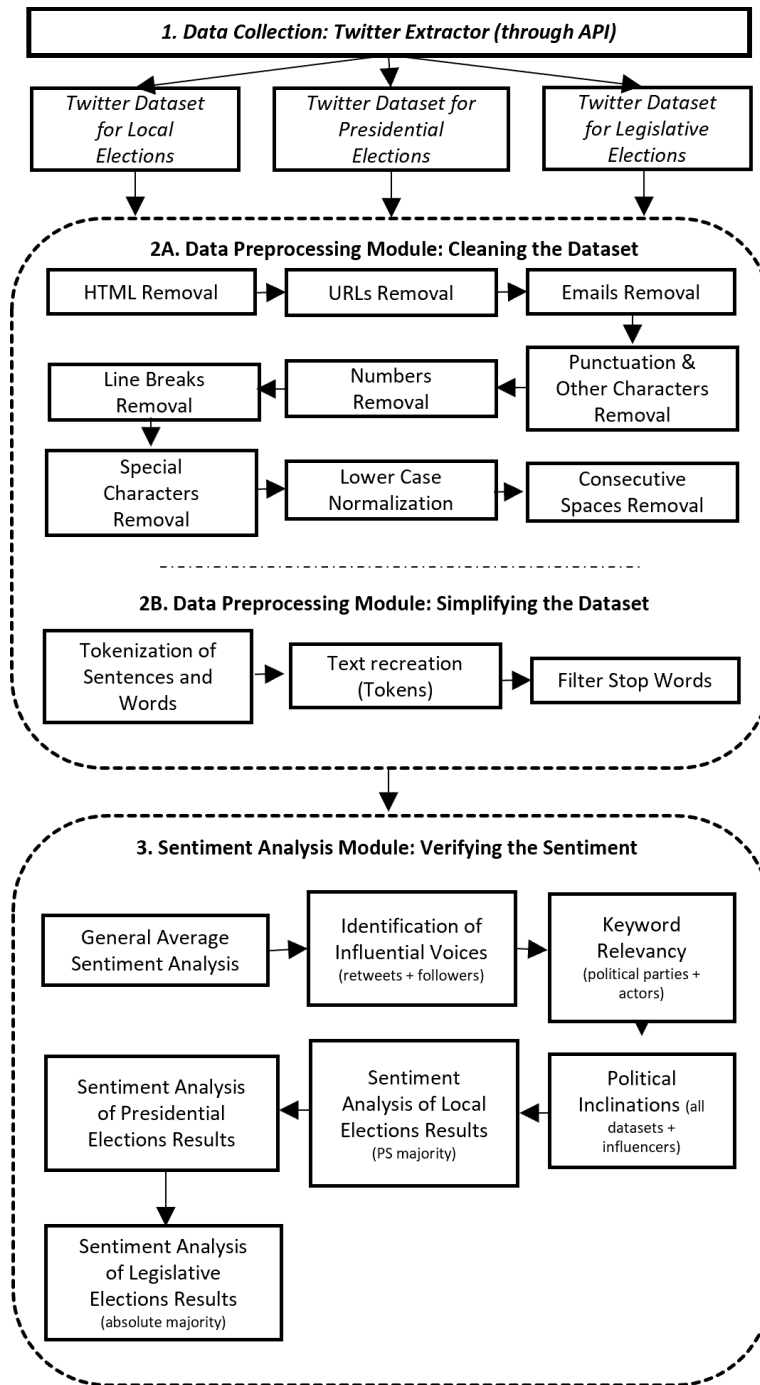 1. Data Collection: Twitter Extractor (through API)
Twitter Dataset
for Local
Elections
Twitter Dataset for
Presidential
Elections
Twitter Dataset
for Legislative
Elections
2A. Data Preprocessing Module: Cleaning the Dataset
HTML Removal
URLs Removal
Emails Removal
Punctuation &
Other Characters
Removal
Numbers
Removal
Line Breaks
Removal
Special
Characters
Removal
Lower Case
Normalization
Consecutive
Spaces Removal
2B. Data Preprocessing Module: Simplifying the Dataset
Tokenization of
Sentences and
Words
Text recreation
(Tokens)
Filter Stop Words
3. Sentiment Analysis Module: Verifying the Sentiment
General Average
Sentiment Analysis
Identification of
Influential Voices
(retweets + followers)
Keyword
Relevancy
(political parties +
actors)
Political
Inclinations (all
datasets +
influencers)
Sentiment
Analysis of Local
Elections Results
(PS majority)
Sentiment Analysis
of Presidential
Elections Results
Sentiment Analysis
of Legislative
Elections Results
(absolute majority)